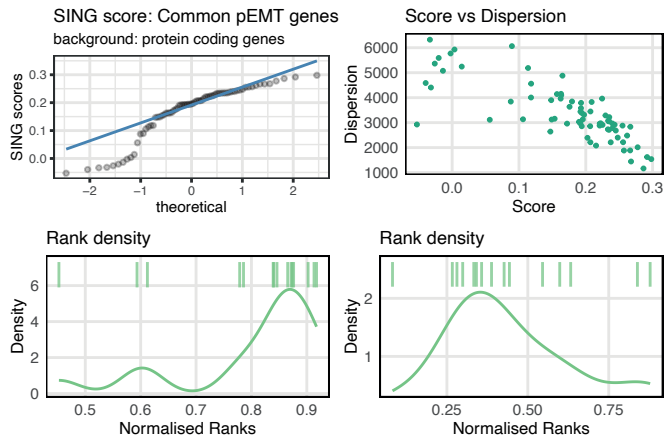 SING score: Common pEMT genes
background: protein coding genes
SING scores
0.3
0.2
0.1
0.0
−2
−1
0
1
2
theoretical
Score vs Dispersion
Dispersion
6000
5000
4000
3000
2000
1000
0.0
0.1
0.2
0.3
Score
Rank density
Density
6
4
2
0
0.5
0.6
0.7
0.8
0.9
Normalised Ranks
Rank density
Density
2
1
0.25
0.50
0.75
Normalised Ranks